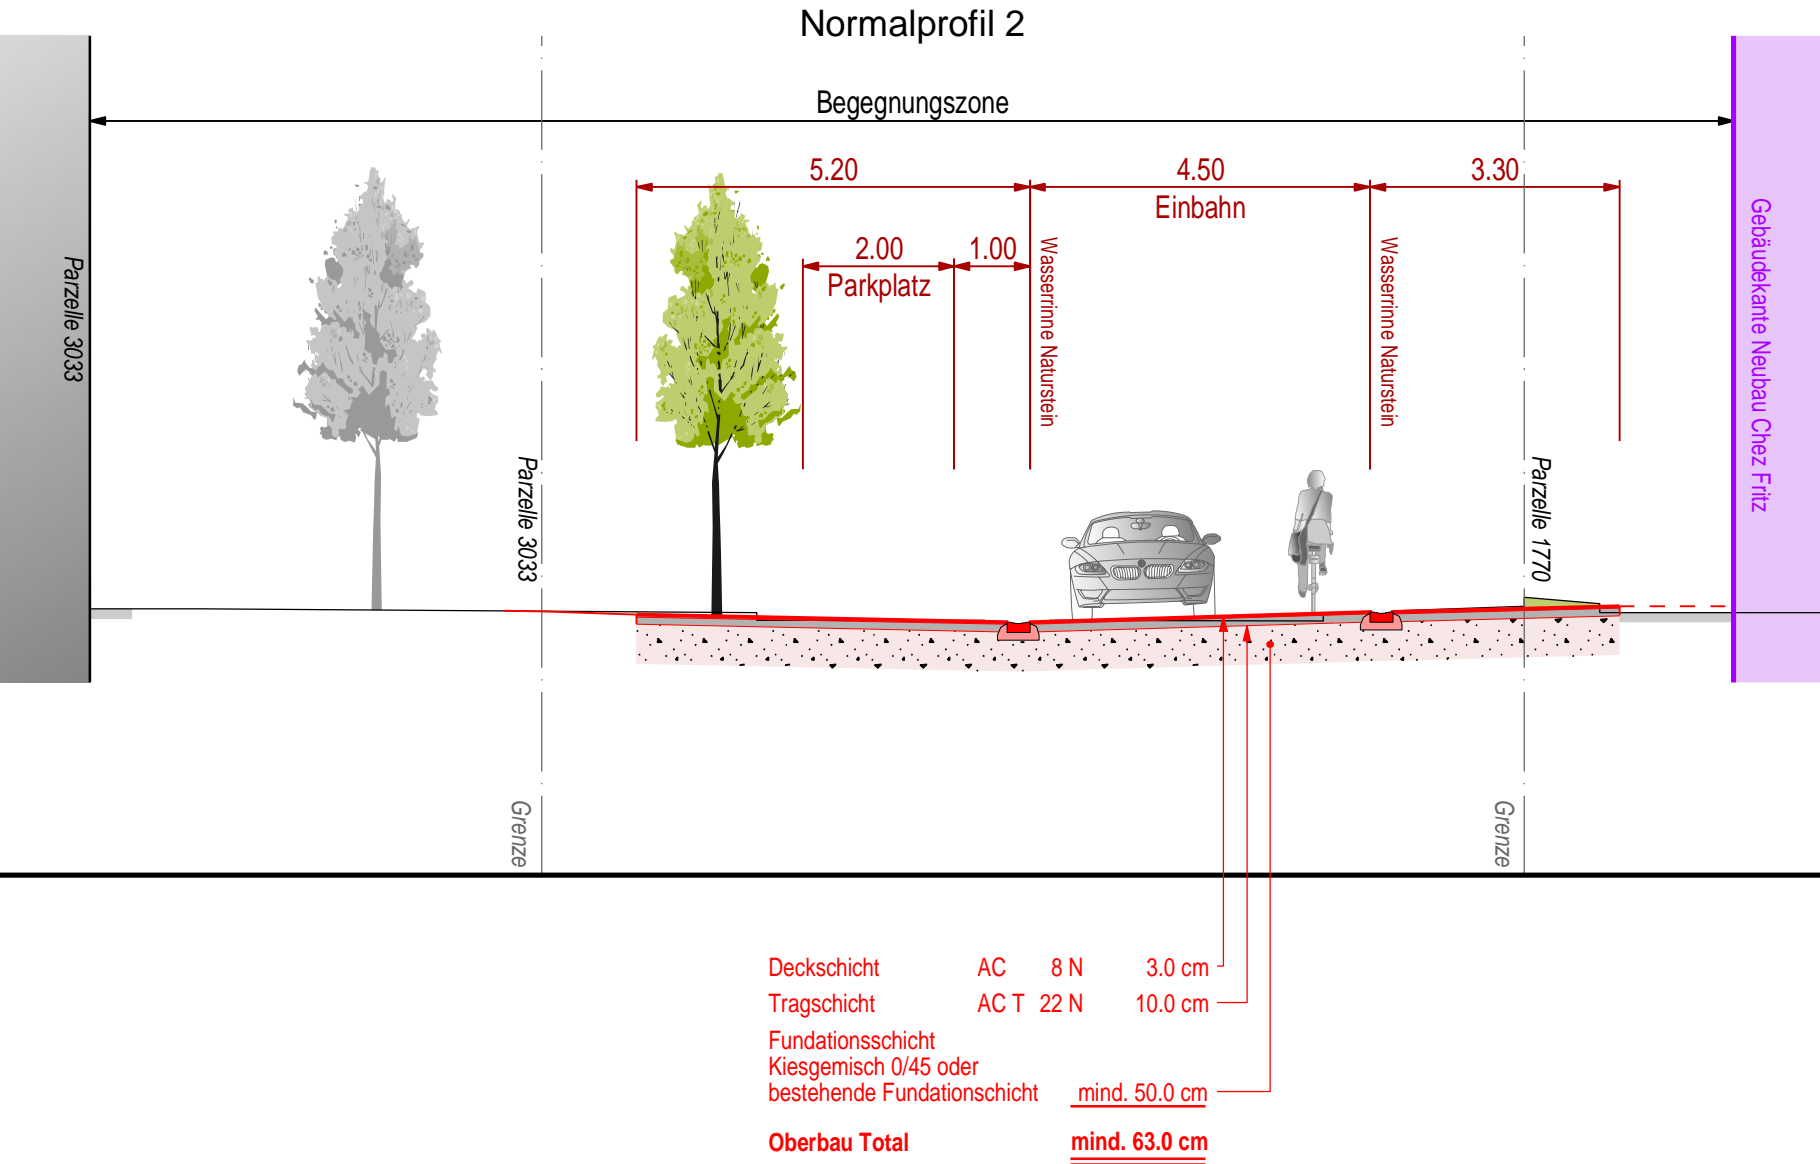 Normalprofil 2
Begegnungszone
5.20
4.50
3.30
Einbahn
2.00
1.00
Parkplatz
Wasserrinne Naturstein
Wasserrinne Naturstein
Gebäudekante Neubau Chez Fritz
Parzelle 3033
Parzelle 3033
Parzelle 1770
Grenze
Grenze
Deckschicht AC 8 N 3.0 cm
Tragschicht AC T 22 N 10.0 cm
Fundationsschicht
Kiesgemisch 0/45 oder
bestehende Fundationschicht mind. 50.0 cm
Oberbau Total mind. 63.0 cm